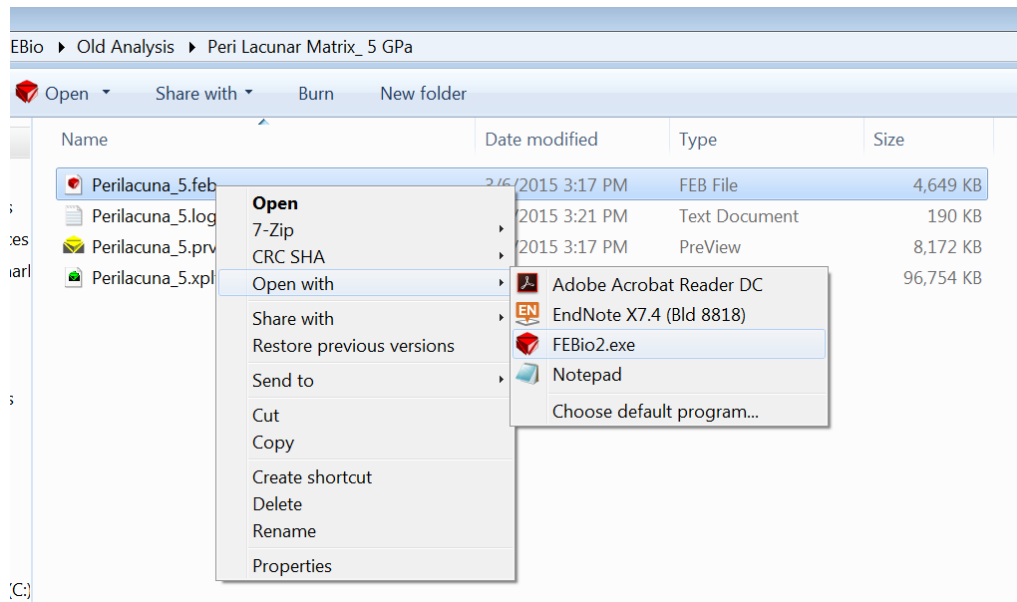 EBio ▸ Old Analysis ▸ Peri Lacunar Matrix_ 5 GPa
Open Share with Burn New folder
Name Date modified Type Size
Perilacuna_5.feb 3/6/2015 3:17 PM FEB File 4,649 KB
Perilacuna_5.log /2015 3:21 PM Text Document 190 KB
Perilacuna_5.prv /2015 3:17 PM PreView 8,172 KB
Perilacuna_5.xpl 96,754 KB
Open
7-Zip
CRC SHA
Open with
Share with
Restore previous versions
Send to
Cut
Copy
Create shortcut
Delete
Rename
Properties
Adobe Acrobat Reader DC
EndNote X7.4 (Bld 8818)
FEBio2.exe
Notepad
Choose default program...
(C:)